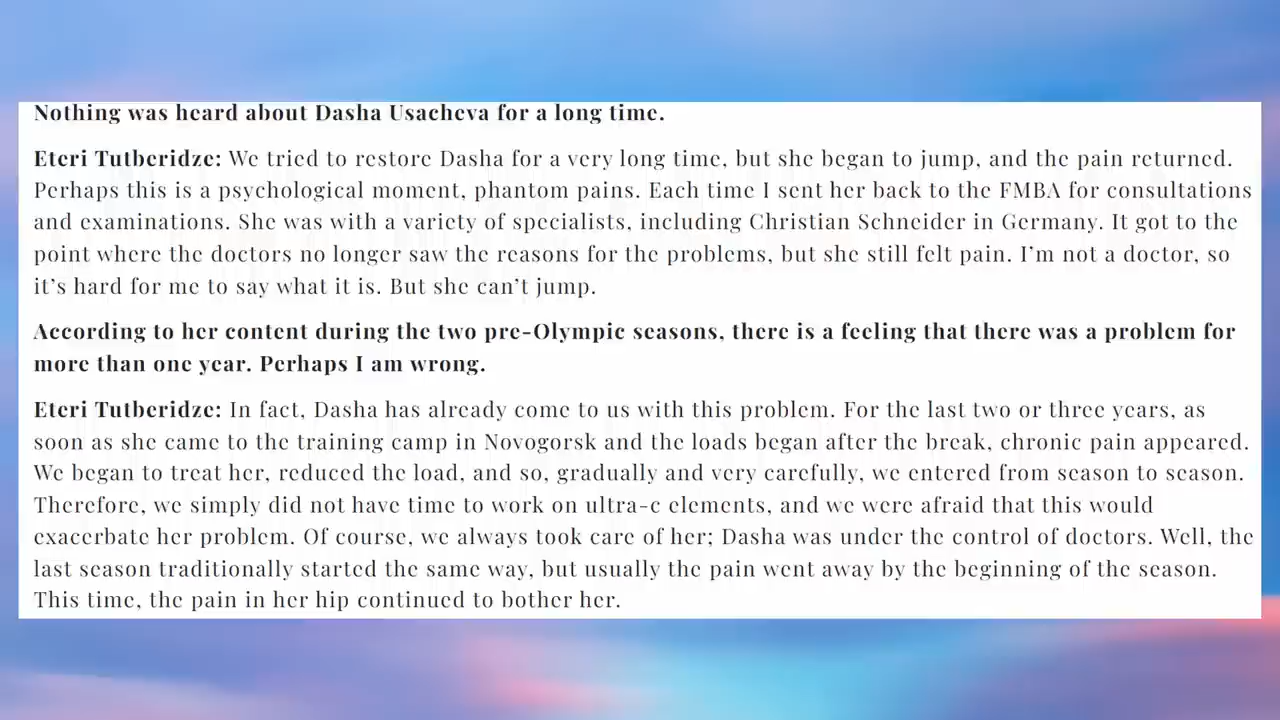 Nothing was heard about Dasha Usacheva for a long time.
Eteri Tutberidze: We tried to restore Dasha for a very long time, but she began to jump, and the pain returned.
Perhaps this is a psychological moment, phantom pains. Each time I sent her back to the FMBA for consultations
and examinations. She was with a variety of specialists, including Christian Schneider in Germany. It got to the
point where the doctors no longer saw the reasons for the problems, but she still felt pain. I’m not a doctor, so
it’s hard for me to say what it is. But she can’t jump.
According to her content during the two pre-Olympic seasons, there is a feeling that there was a problem for
more than one year. Perhaps I am wrong.
Eteri Tutberidze: In fact, Dasha has already come to us with this problem. For the last two or three years, as
soon as she came to the training camp in Novogorsk and the loads began after the break, chronic pain appeared.
We began to treat her, reduced the load, and so, gradually and very carefully, we entered from season to season.
Therefore, we simply did not have time to work on ultra-c elements, and we were afraid that this would
exacerbate her problem. Of course, we always took care of her; Dasha was under the control of doctors. Well, the
last season traditionally started the same way, but usually the pain went away by the beginning of the season.
This time, the pain in her hip continued to bother her.